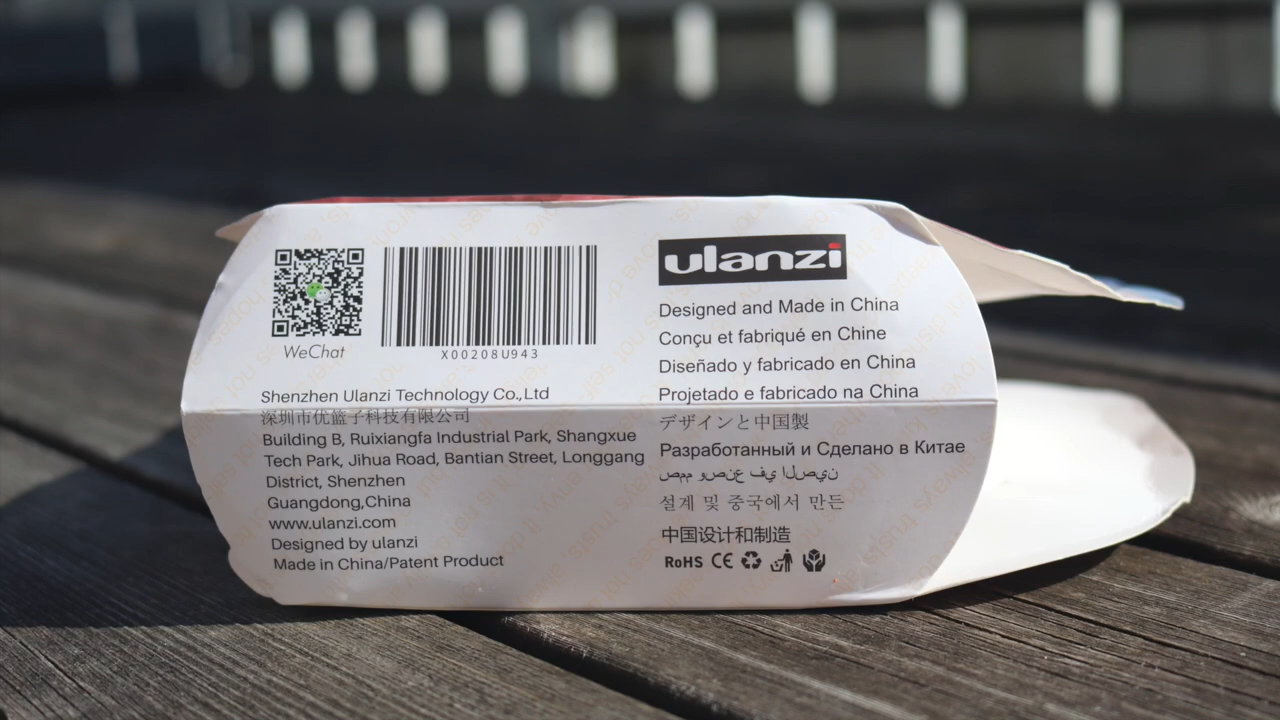 WeChat
X00208U943
Shenzhen Ulanzi Technology Co.,Ltd
深圳市优篮子科技有限公司
Building B, Ruixiangfa Industrial Park, Shangxue
Tech Park, Jihua Road, Bantian Street, Longgang
District, Shenzhen
Guangdong,China
www.ulanzi.com
Designed by ulanzi
Made in China/Patent Product
ulanzi
Designed and Made in China
Conçu et fabriqué en Chine
Diseñado y fabricado en China
Projetado e fabricado na China
デザインと中国製
Разработанный и Сделано в Китае
صمم وصنع في الصين
설계 및 중국에서 만든
中国设计和制造
RoHS CE